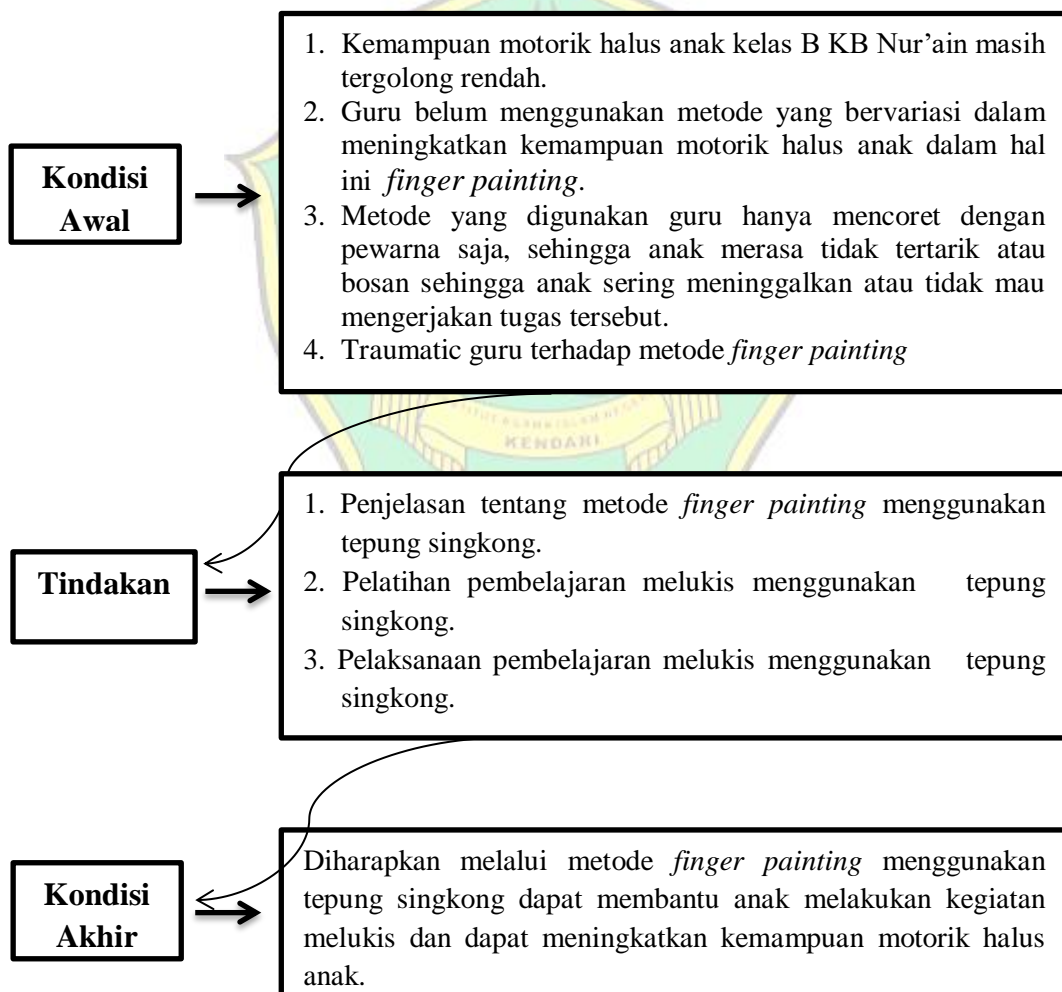 1. Kemampuan motorik halus anak kelas B KB Nur’ain masih
tergolong rendah.
2. Guru belum menggunakan metode yang bervariasi dalam
meningkatkan kemampuan motorik halus anak dalam hal
ini finger painting.
3. Metode yang digunakan guru hanya mencoret dengan
pewarna saja, sehingga anak merasa tidak tertarik atau
bosan sehingga anak sering meninggalkan atau tidak mau
mengerjakan tugas tersebut.
4. Traumatic guru terhadap metode finger painting
Kondisi
Awal
KENDARI
1. Penjelasan tentang metode finger painting menggunakan
tepung singkong.
2. Pelatihan pembelajaran melukis menggunakan tepung
singkong.
3. Pelaksanaan pembelajaran melukis menggunakan tepung
singkong.
Tindakan
Diharapkan melalui metode finger painting menggunakan
tepung singkong dapat membantu anak melakukan kegiatan
melukis dan dapat meningkatkan kemampuan motorik halus
anak.
Kondisi
Akhir